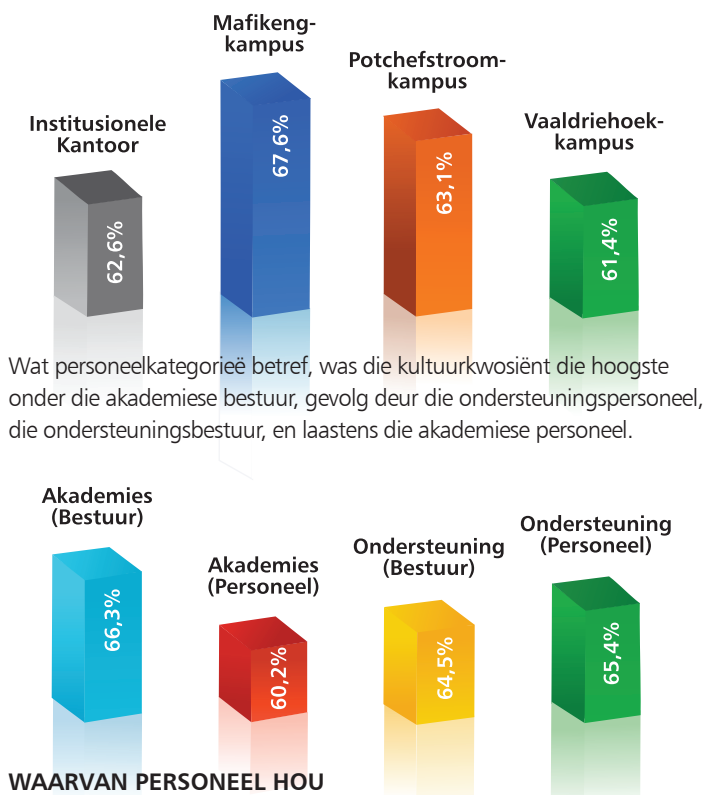 Institusionele
Kantoor
62,6%
Mafikeng-
kampus
67,6%
Potchefstroom-
kampus
63,1%
Vaaldriehoek-
kampus
61,4%
Wat personeelkategorieë betref, was die kultuurkwosiënt die hoogste
onder die akademiese bestuur, gevolg deur die ondersteuningspersoneel,
die ondersteuningsbestuur, en laastens die akademiese personeel.
Akademies
(Bestuur)
66,3%
Akademies
(Personeel)
60,2%
Ondersteuning
(Bestuur)
64,5%
Ondersteuning
(Personeel)
65,4%
WAARVAN PERSONEEL HOU